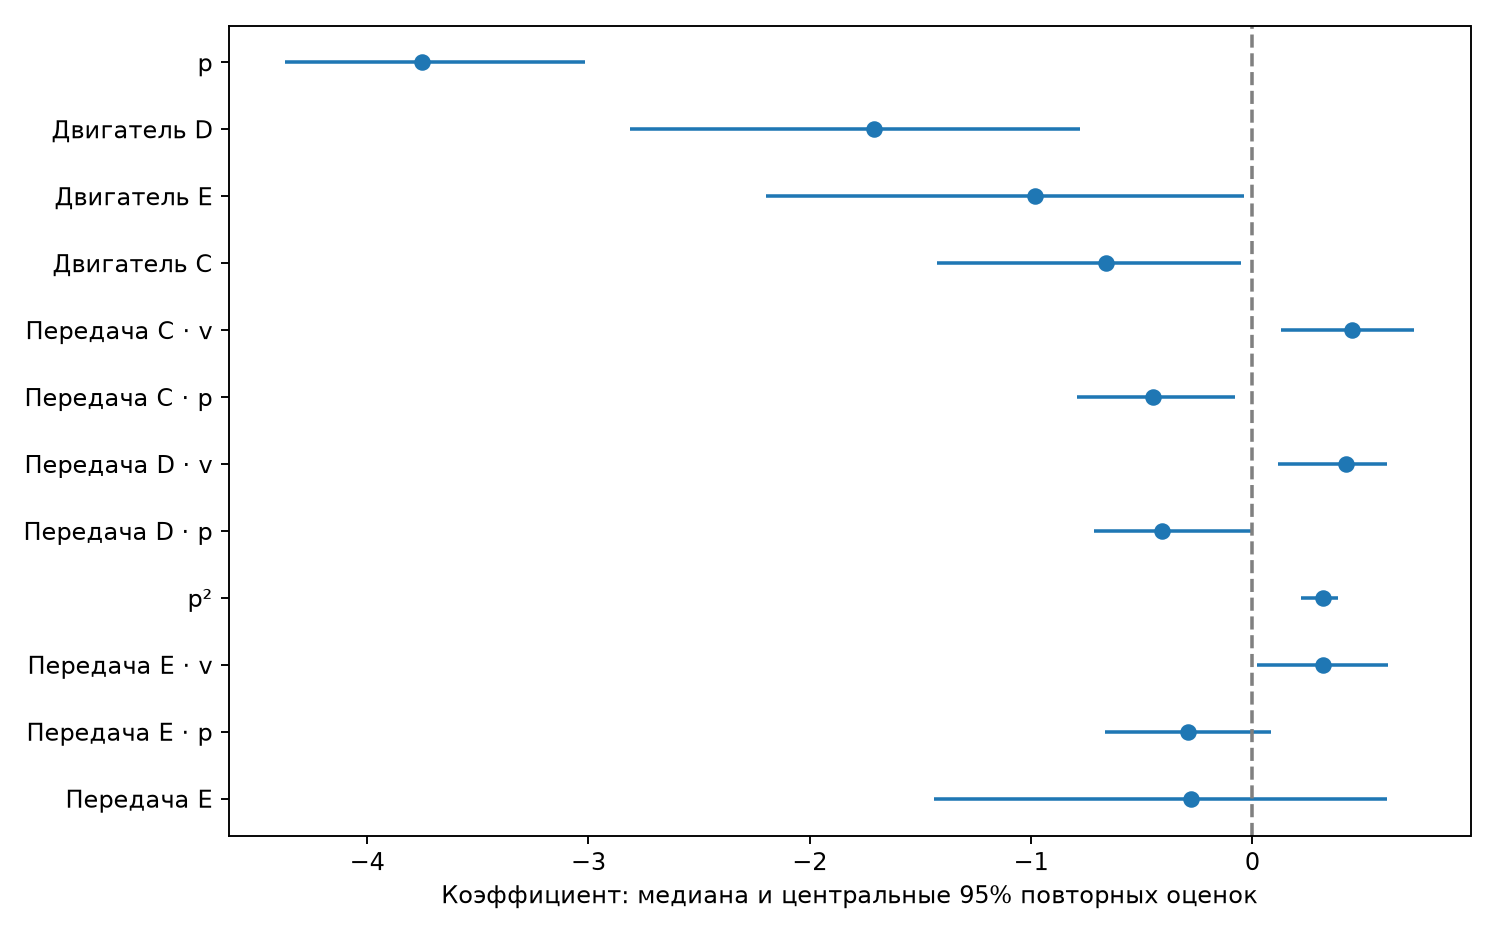 p
Двигатель D
Двигатель E
Двигатель C
Передача C · v
Передача C · p
Передача D · v
Передача D · p
p²
Передача E · v
Передача E · p
Передача E
−4 −3 −2 −1 0
Коэффициент: медиана и центральные 95% повторных оценок